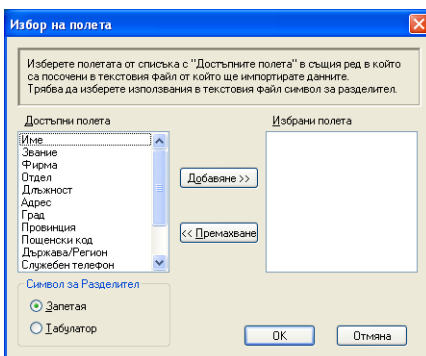 Избор на полета
Изберете полетата от списъка с "Достъпните полета" в същия ред в който
са посочени в текстовия файл от който ще импортирате данните.
Трябва да изберете използвания в текстовия файл символ за разделител.
Достъпни полета
Избрани полета
Име
Звание
Фирма
Отдел
Длъжност
Адрес
Град
Провинция
Пощенски код
Държава/Регион
Служебен телефон
Добавяне >>
<< Премахване
Символ за Разделител
Запетая
Табулатор
OK
Отмяна